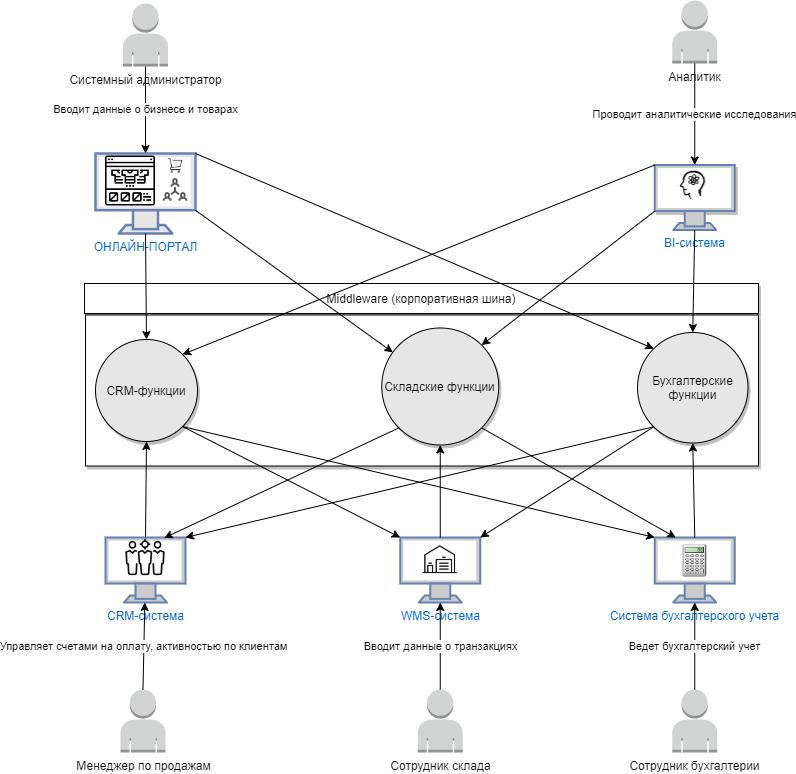 Системный администратор
Аналитик
Вводит данные о бизнесе и товарах
Проводит аналитические исследования
ОНЛАЙН-ПОРТАЛ
BI-система
Middleware (корпоративная шина)
CRM-функции
Складские функции
Бухгалтерские
функции
CRM-система
WMS-система
Система бухгалтерского учета
Управляет счетами на оплату, активностью по клиентам
Вводит данные о транзакциях
Ведет бухгалтерский учет
Менеджер по продажам
Сотрудник склада
Сотрудник бухгалтерии